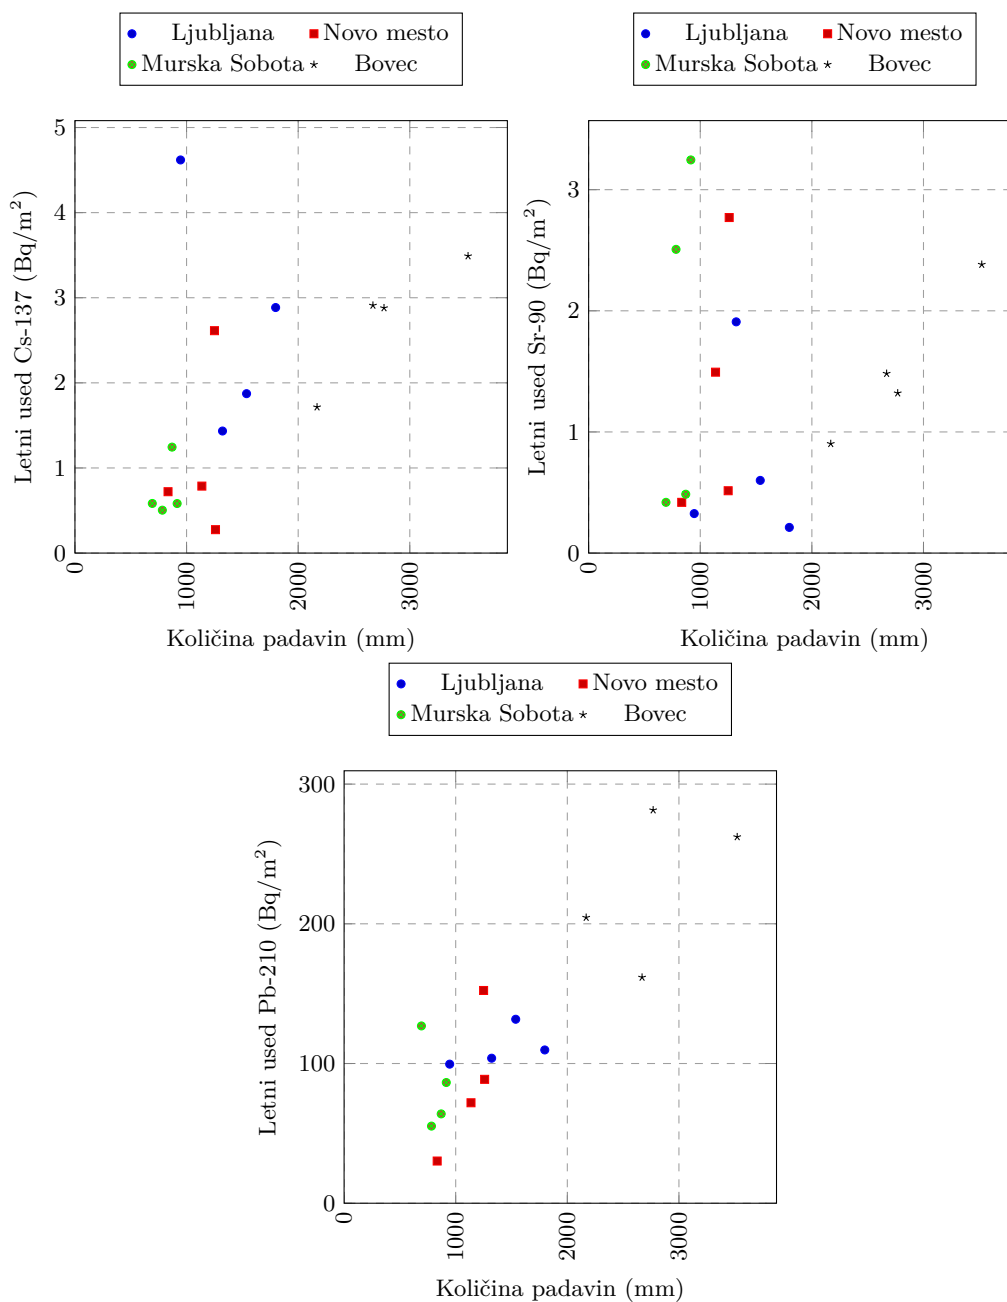 Ljubljana Novo mesto
Murska Sobota Bovec
Letni used Cs-137 (Bq/m²)
5
4
3
2
1
0
0 1000 2000 3000
Količina padavin (mm)
Ljubljana Novo mesto
Murska Sobota Bovec
Letni used Sr-90 (Bq/m²)
3
2
1
0
0 1000 2000 3000
Količina padavin (mm)
Ljubljana Novo mesto
Murska Sobota Bovec
Letni used Pb-210 (Bq/m²)
300
200
100
0
0 1000 2000 3000
Količina padavin (mm)